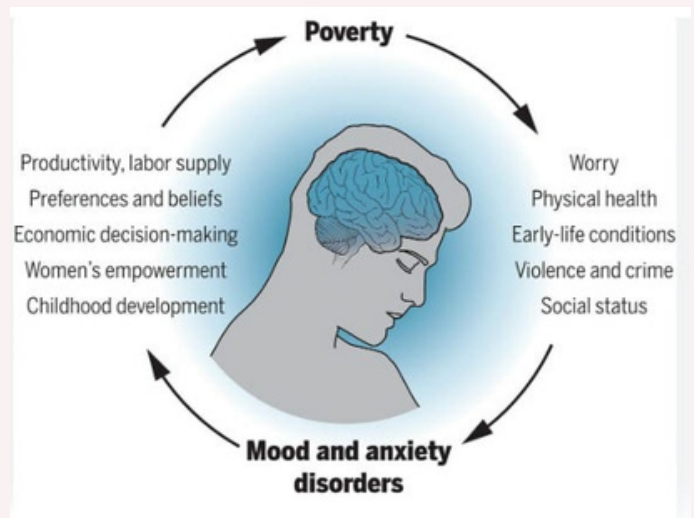 Poverty
Productivity, labor supply
Preferences and beliefs
Economic decision-making
Women's empowerment
Childhood development
Worry
Physical health
Early-life conditions
Violence and crime
Social status
Mood and anxiety
disorders